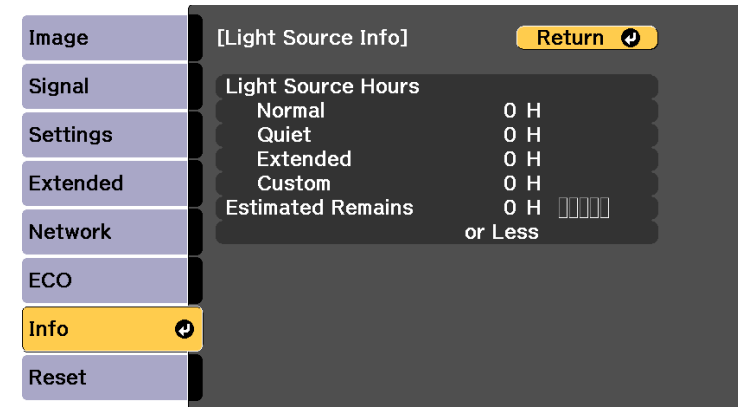 Image
Signal
Settings
Extended
Network
ECO
Info
Reset
[Light Source Info] Return
Light Source Hours
Normal 0 H
Quiet 0 H
Extended 0 H
Custom 0 H
Estimated Remains 0 H
or Less